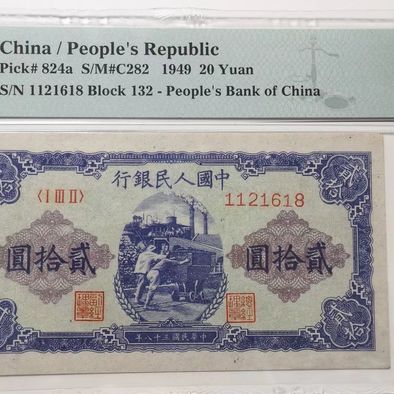 China / People's Republic
Pick# 824a S/M#C282 1949 20 Yuan
S/N 1121618 Block 132 - People's Bank of China
行銀民人國中
〈I III II〉
1121618
圓拾貳
圓拾貳
年八十三國民華中